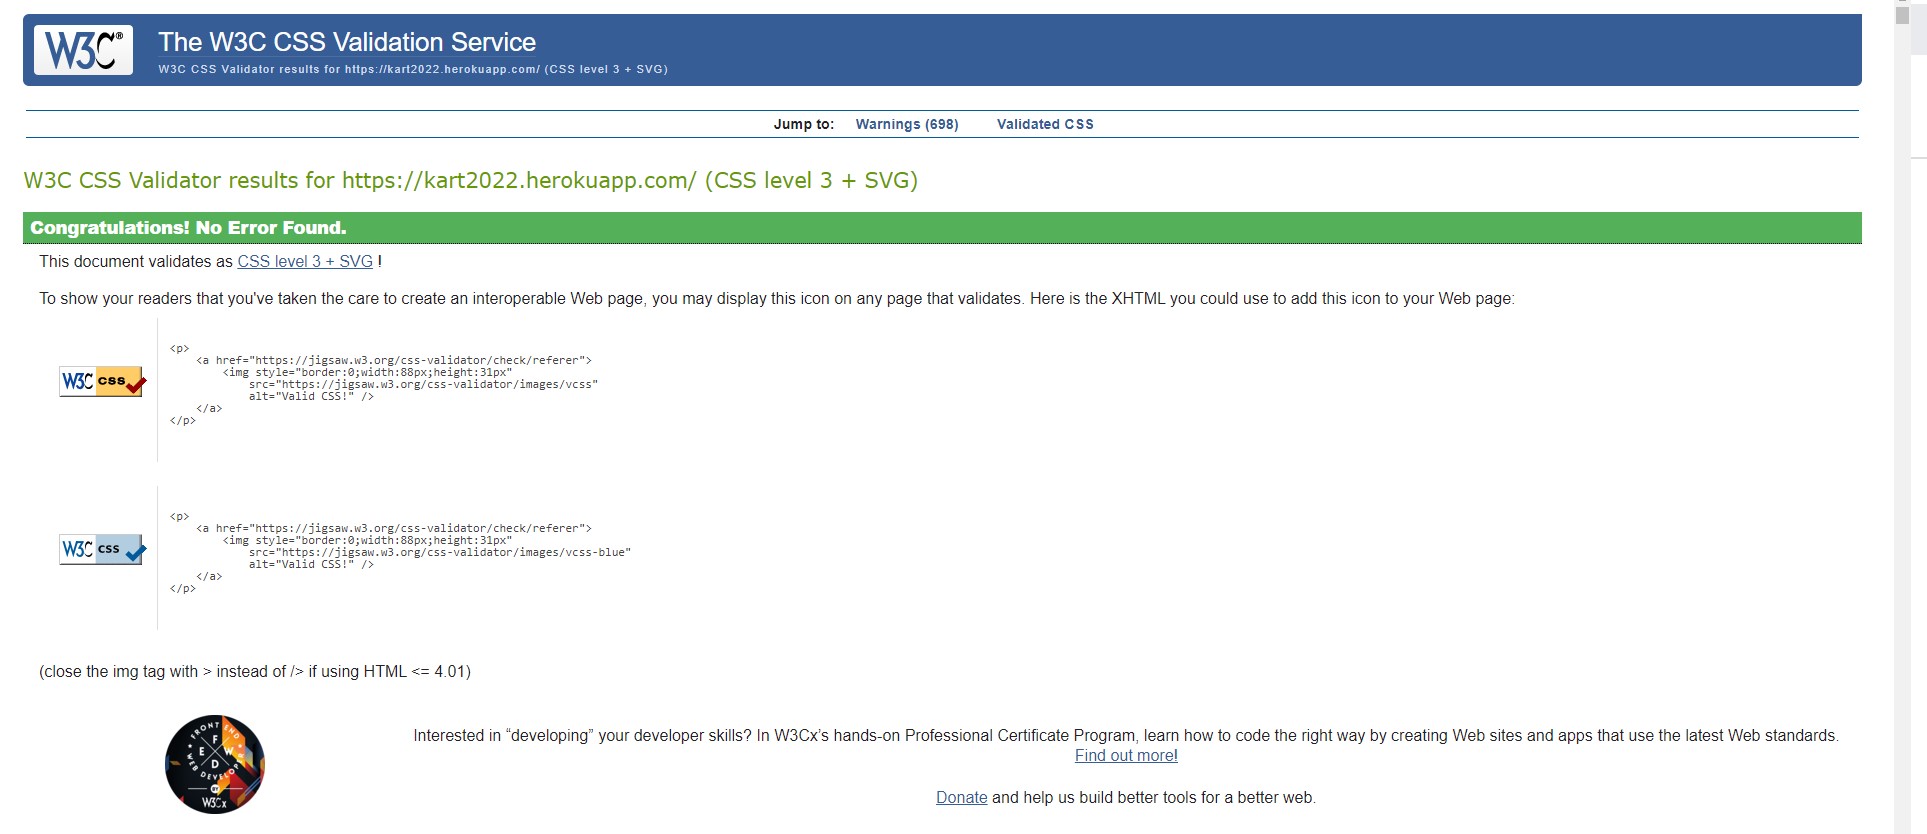 W3C®
The W3C CSS Validation Service
W3C CSS Validator results for https://kart2022.herokuapp.com/ (CSS level 3 + SVG)
Jump to: Warnings (698) Validated CSS
W3C CSS Validator results for https://kart2022.herokuapp.com/ (CSS level 3 + SVG)
Congratulations! No Error Found.
This document validates as CSS level 3 + SVG !
To show your readers that you've taken the care to create an interoperable Web page, you may display this icon on any page that validates. Here is the XHTML you could use to add this icon to your Web page:
W3C css
<p>
<a href="https://jigsaw.w3.org/css-validator/check/referer">
<img style="border:0;width:88px;height:31px"
src="https://jigsaw.w3.org/css-validator/images/vcss"
alt="Valid CSS!" />
</a>
</p>
W3C css
<p>
<a href="https://jigsaw.w3.org/css-validator/check/referer">
<img style="border:0;width:88px;height:31px"
src="https://jigsaw.w3.org/css-validator/images/vcss-blue"
alt="Valid CSS!" />
</a>
</p>
(close the img tag with > instead of /> if using HTML <= 4.01)
FRONT END
F
E W
D
WEB DEVELOPER
W3Cx
Interested in “developing” your developer skills? In W3Cx’s hands-on Professional Certificate Program, learn how to code the right way by creating Web sites and apps that use the latest Web standards.
Find out more!
Donate and help us build better tools for a better web.